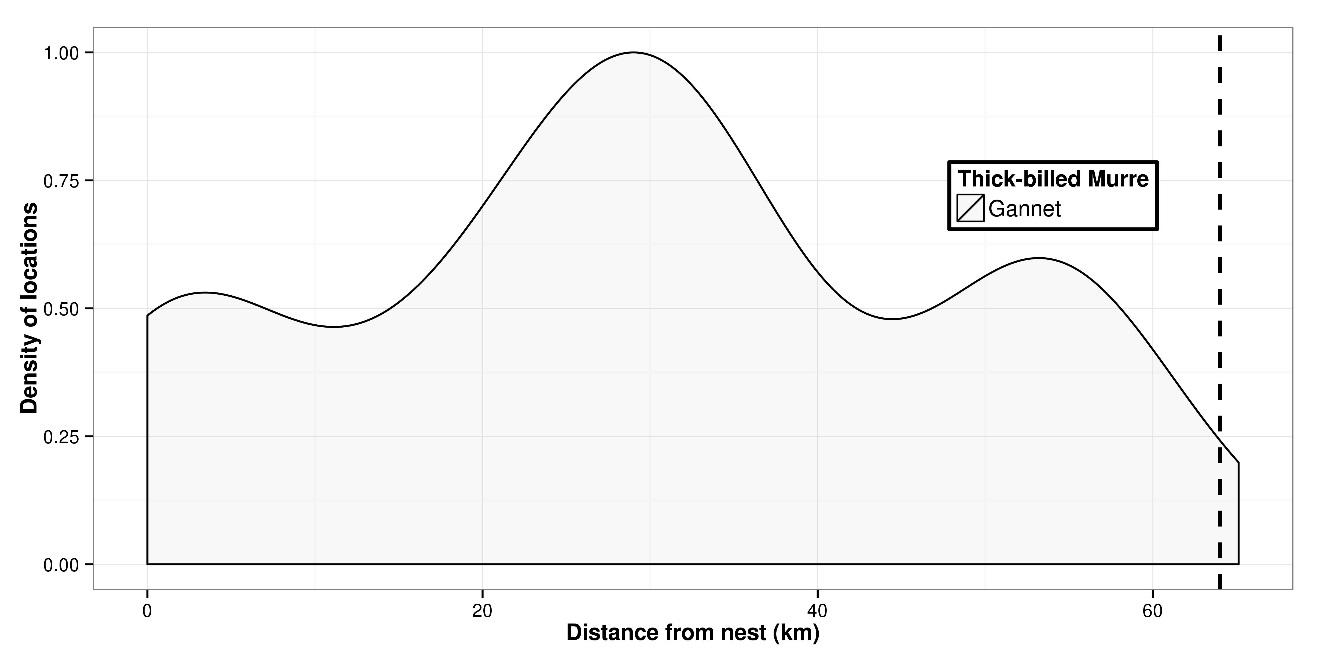 1.00
0.75
0.50
0.25
0.00
Density of locations
Thick-billed Murre
Gannet
0 20 40 60
Distance from nest (km)